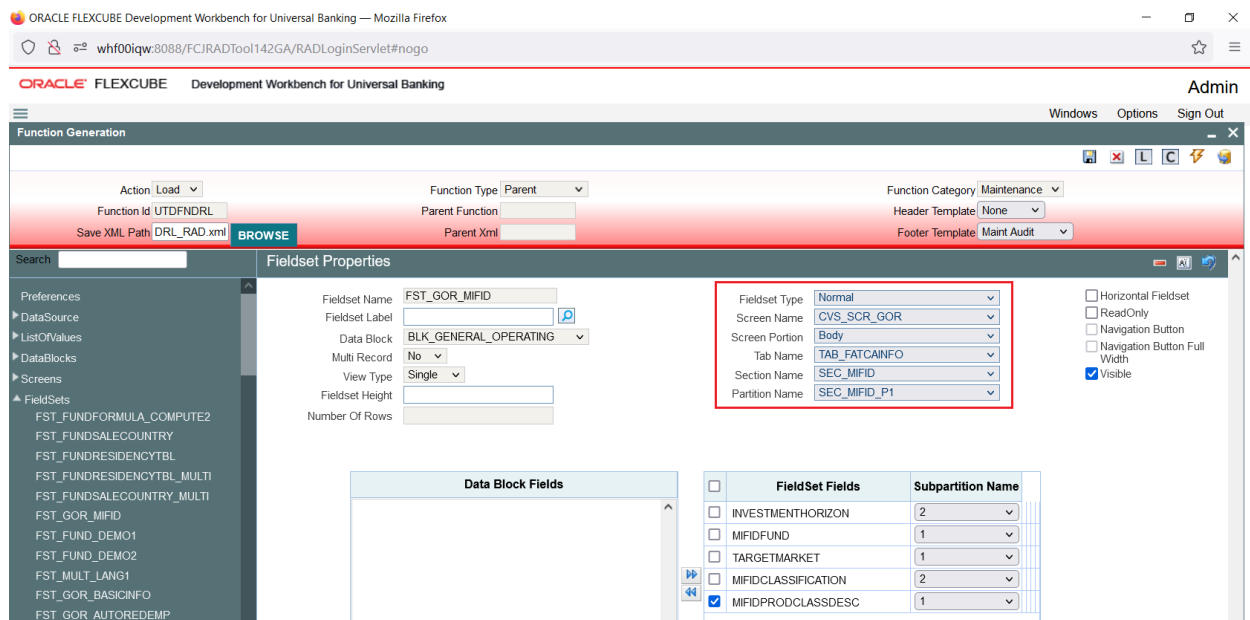 ORACLE FLEXCUBE Development Workbench for Universal Banking — Mozilla Firefox
whf00iqw:8088/FCJRADTool142GA/RADLoginServlet#nogo
ORACLE FLEXCUBE Development Workbench for Universal Banking Admin
Windows Options Sign Out
Function Generation
L C
Action Load Function Type Parent Function Category Maintenance
Function Id UTDFNDRL Parent Function Header Template None
Save XML Path DRL_RAD.xml BROWSE Parent Xml Footer Template Maint Audit
Search Fieldset Properties
Preferences
DataSource
ListOfValues
DataBlocks
Screens
FieldSets
FST_FUNDFORMULA_COMPUTE2
FST_FUNDSALECOUNTRY
FST_FUNDRESIDENCYTBL
FST_FUNDRESIDENCYTBL_MULTI
FST_FUNDSALECOUNTRY_MULTI
FST_GOR_MIFID
FST_FUND_DEMO1
FST_FUND_DEMO2
FST_MULT_LANG1
FST_GOR_BASICINFO
FST_GOR_AUTOREDEMP
Fieldset Name FST_GOR_MIFID
Fieldset Label
Data Block BLK_GENERAL_OPERATING
Multi Record No
View Type Single
Fieldset Height
Number Of Rows
Fieldset Type Normal
Screen Name CVS_SCR_GOR
Screen Portion Body
Tab Name TAB_FATCAINFO
Section Name SEC_MIFID
Partition Name SEC_MIFID_P1
Horizontal Fieldset
ReadOnly
Navigation Button
Navigation Button Full
Width
Visible
Data Block Fields
FieldSet Fields Subpartition Name
INVESTMENTHORIZON 2
MIFIDFUND 1
TARGETMARKET 1
MIFIDCLASSIFICATION 2
MIFIDPRODCLASSDESC 1